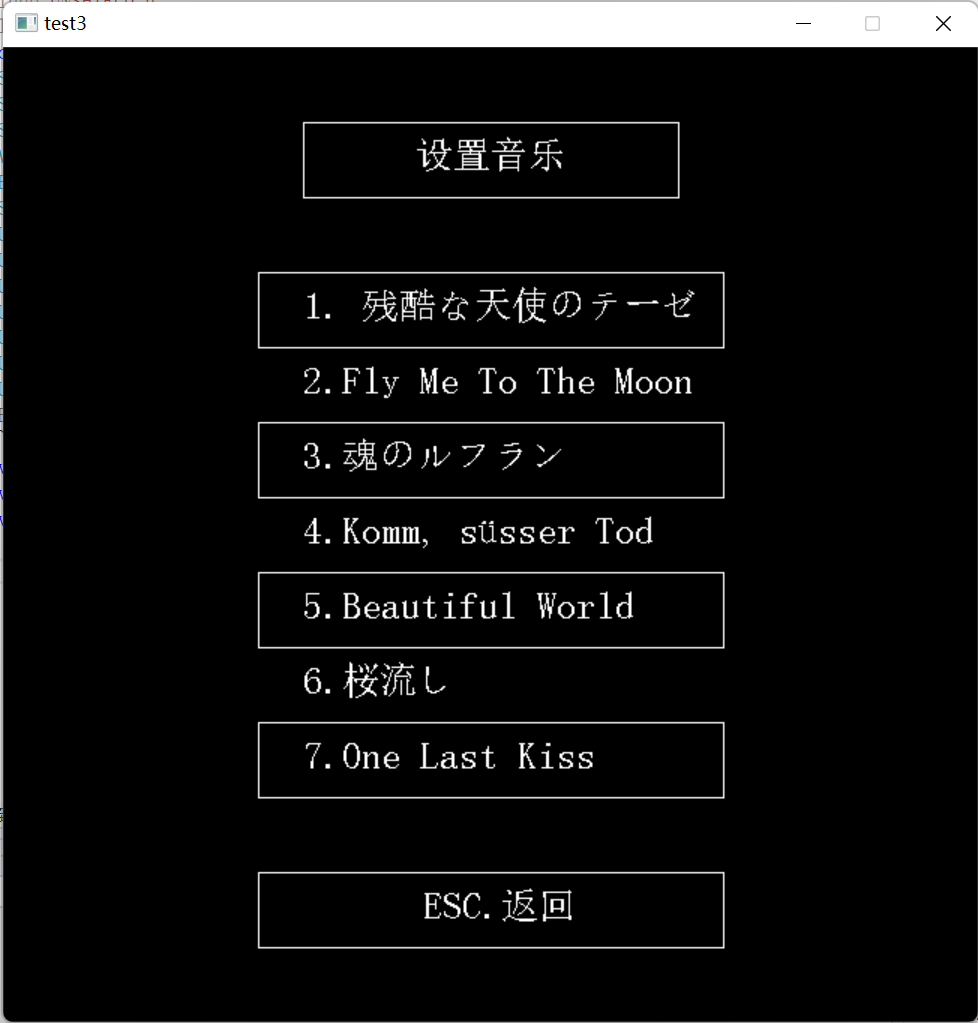 test3
设置音乐
1. 残酷な天使のテーゼ
2.Fly Me To The Moon
3.魂のルフラン
4.Komm, süsser Tod
5.Beautiful World
6.桜流し
7.One Last Kiss
ESC.返回